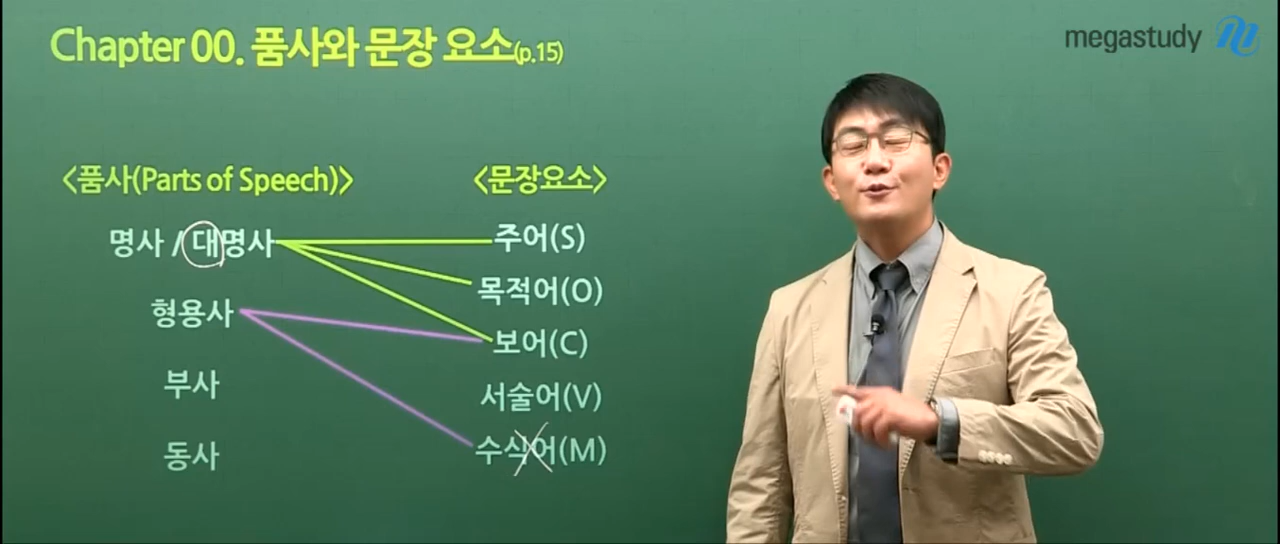 Chapter 00. 품사와 문장 요소(p.15)
megastudy
<품사(Parts of Speech)>
명사 / 대명사
형용사
부사
동사
<문장요소>
주어(S)
목적어(O)
보어(C)
서술어(V)
수식어(M)